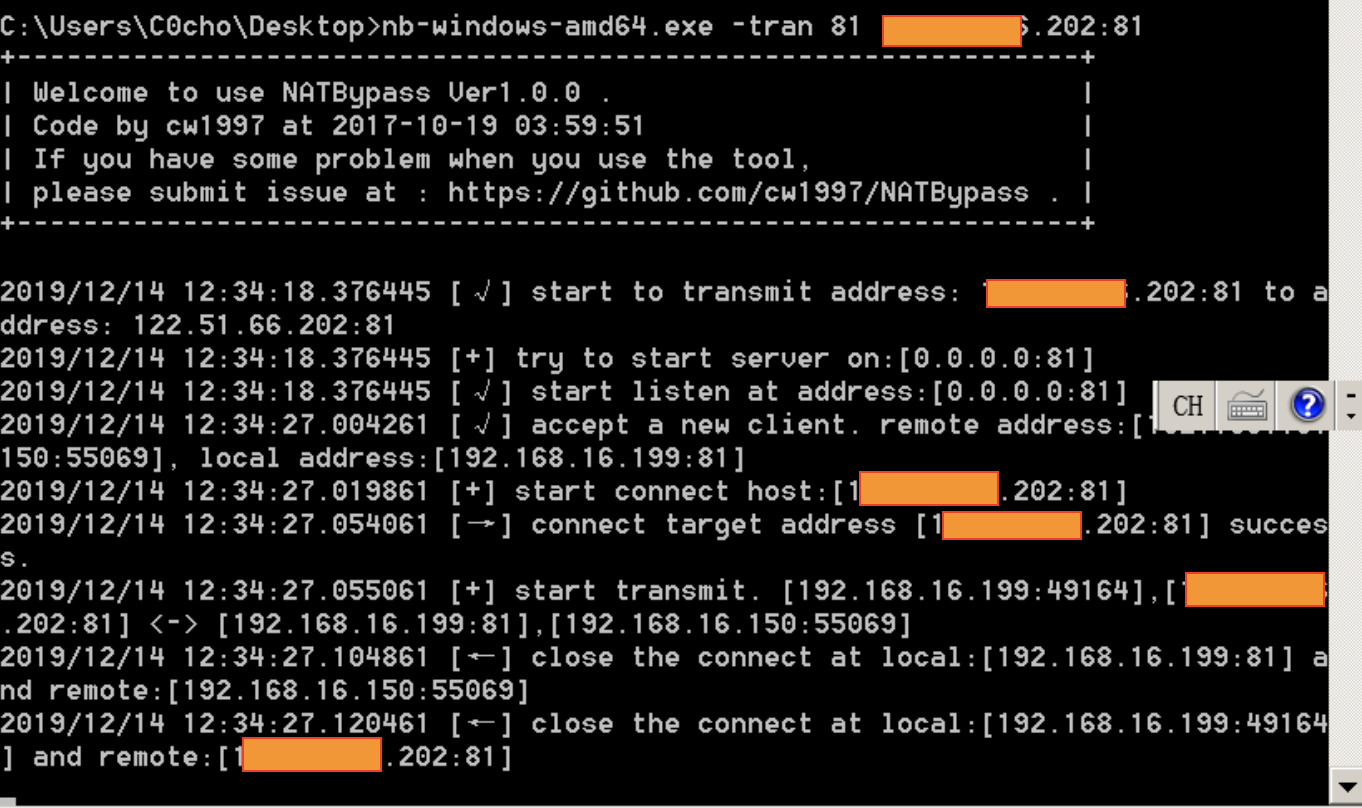 C:\Users\C0cho\Desktop>nb-windows-amd64.exe -tran 81 .202:81
+----------------------------------------------------------------+
| Welcome to use NATBypass Ver1.0.0 . |
| Code by cw1997 at 2017-10-19 03:59:51 |
| If you have some problem when you use the tool, |
| please submit issue at : https://github.com/cw1997/NATBypass . |
+----------------------------------------------------------------+
2019/12/14 12:34:18.376445 [ √ ] start to transmit address: .202:81 to a
ddress: 122.51.66.202:81
2019/12/14 12:34:18.376445 [+] try to start server on:[0.0.0.0:81]
2019/12/14 12:34:18.376445 [ √ ] start listen at address:[0.0.0.0:81]
2019/12/14 12:34:27.004261 [ √ ] accept a new client. remote address:[
CH
150:55069], local address:[192.168.16.199:81]
2019/12/14 12:34:27.019861 [+] start connect host:[1 .202:81]
2019/12/14 12:34:27.054061 [→] connect target address [1 .202:81] succes
s.
2019/12/14 12:34:27.055061 [+] start transmit. [192.168.16.199:49164],[
.202:81] <-> [192.168.16.199:81],[192.168.16.150:55069]
2019/12/14 12:34:27.104861 [←] close the connect at local:[192.168.16.199:81] a
nd remote:[192.168.16.150:55069]
2019/12/14 12:34:27.120461 [←] close the connect at local:[192.168.16.199:49164
] and remote:[1 .202:81]